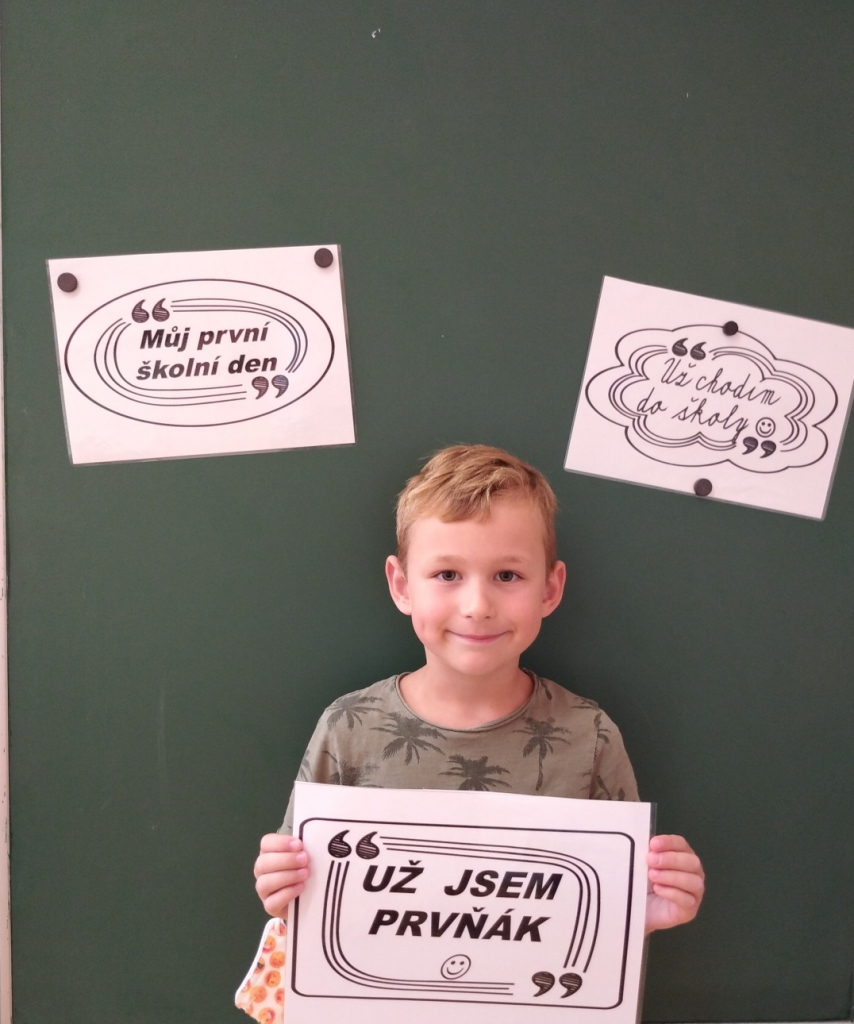 Můj první
školní den
Už chodím
do školy
UŽ JSEM
PRVŇÁK